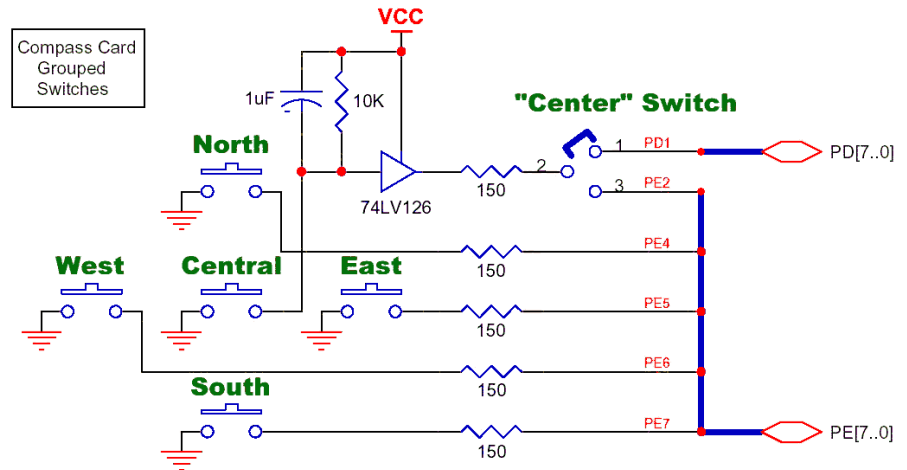 VCC
Compass Card
Grouped
Switches
1uF
10K
"Center" Switch
North
1
PD1
PD[7..0]
2
150
3
PE2
74LV126
PE4
150
West
Central
East
PE5
150
PE6
150
South
PE7
PE[7..0]
150